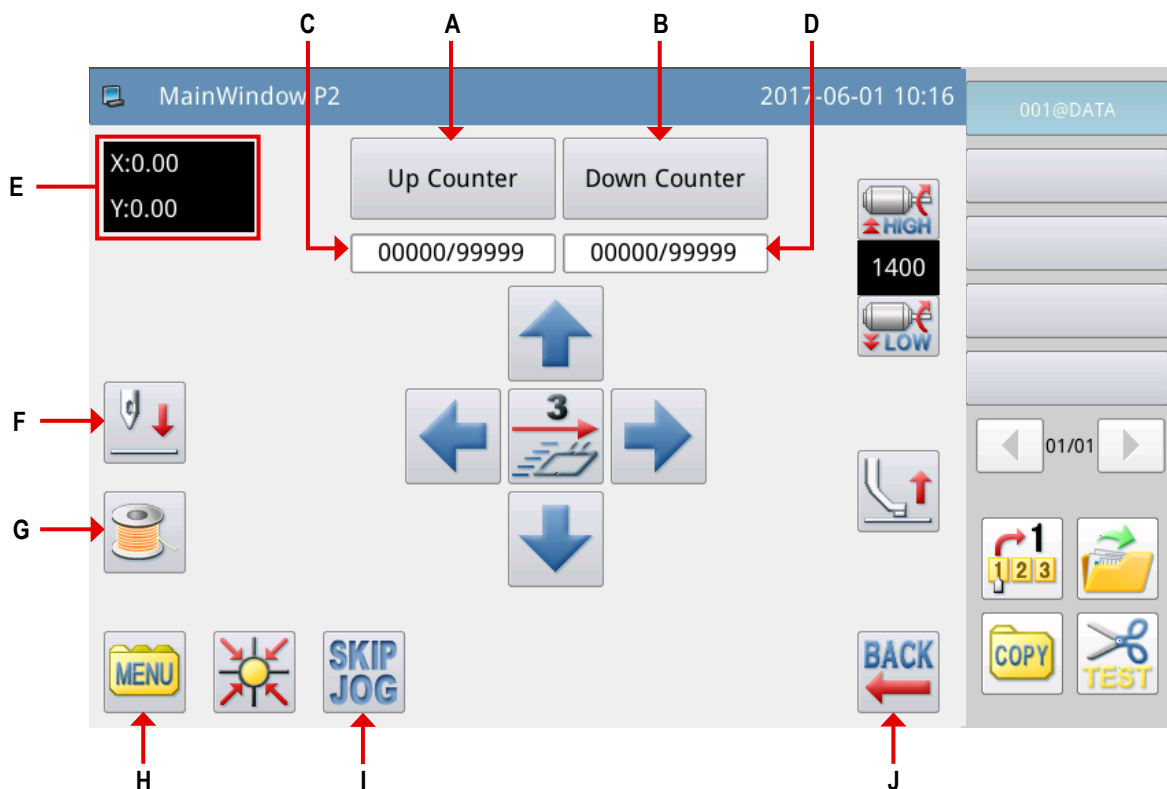 C A B D
MainWindow P2 2017-06-01 10:16
001@DATA
E
X:0.00
Y:0.00
Up Counter Down Counter
00000/99999 00000/99999
HIGH
1400
LOW
3
F
01/01
G
1
1 2 3
MENU
SKIP
JOG
BACK
COPY
TEST
H I J